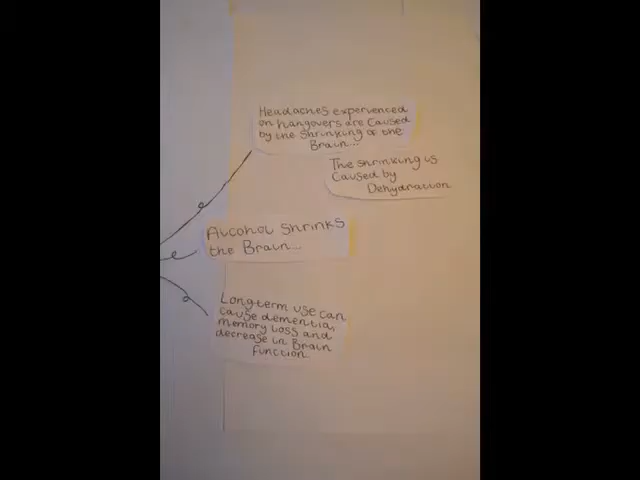 Headaches experienced
on hangovers are caused
by the shrinking of the
Brain...
The shrinking is
Caused by
Dehydration
Alcohol shrinks
the Brain...
Longterm use can
cause dementia,
memory Loss and
decrease in Brain
Function